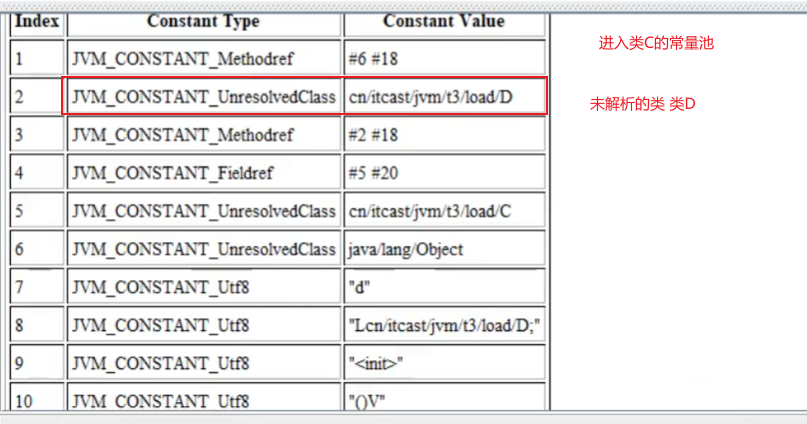 Index Constant Type Constant Value
进入类C的常量池
1 JVM_CONSTANT_Methodref #6 #18
2 JVM_CONSTANT_UnresolvedClass cn/itcast/jvm/t3/load/D
未解析的类 类D
3 JVM_CONSTANT_Methodref #2 #18
4 JVM_CONSTANT_Fieldref #5 #20
5 JVM_CONSTANT_UnresolvedClass cn/itcast/jvm/t3/load/C
6 JVM_CONSTANT_UnresolvedClass java/lang/Object
7 JVM_CONSTANT_Utf8 "d"
8 JVM_CONSTANT_Utf8 "Lcn/itcast/jvm/t3/load/D;"
9 JVM_CONSTANT_Utf8 "<init>"
10 JVM_CONSTANT_Utf8 "()V"